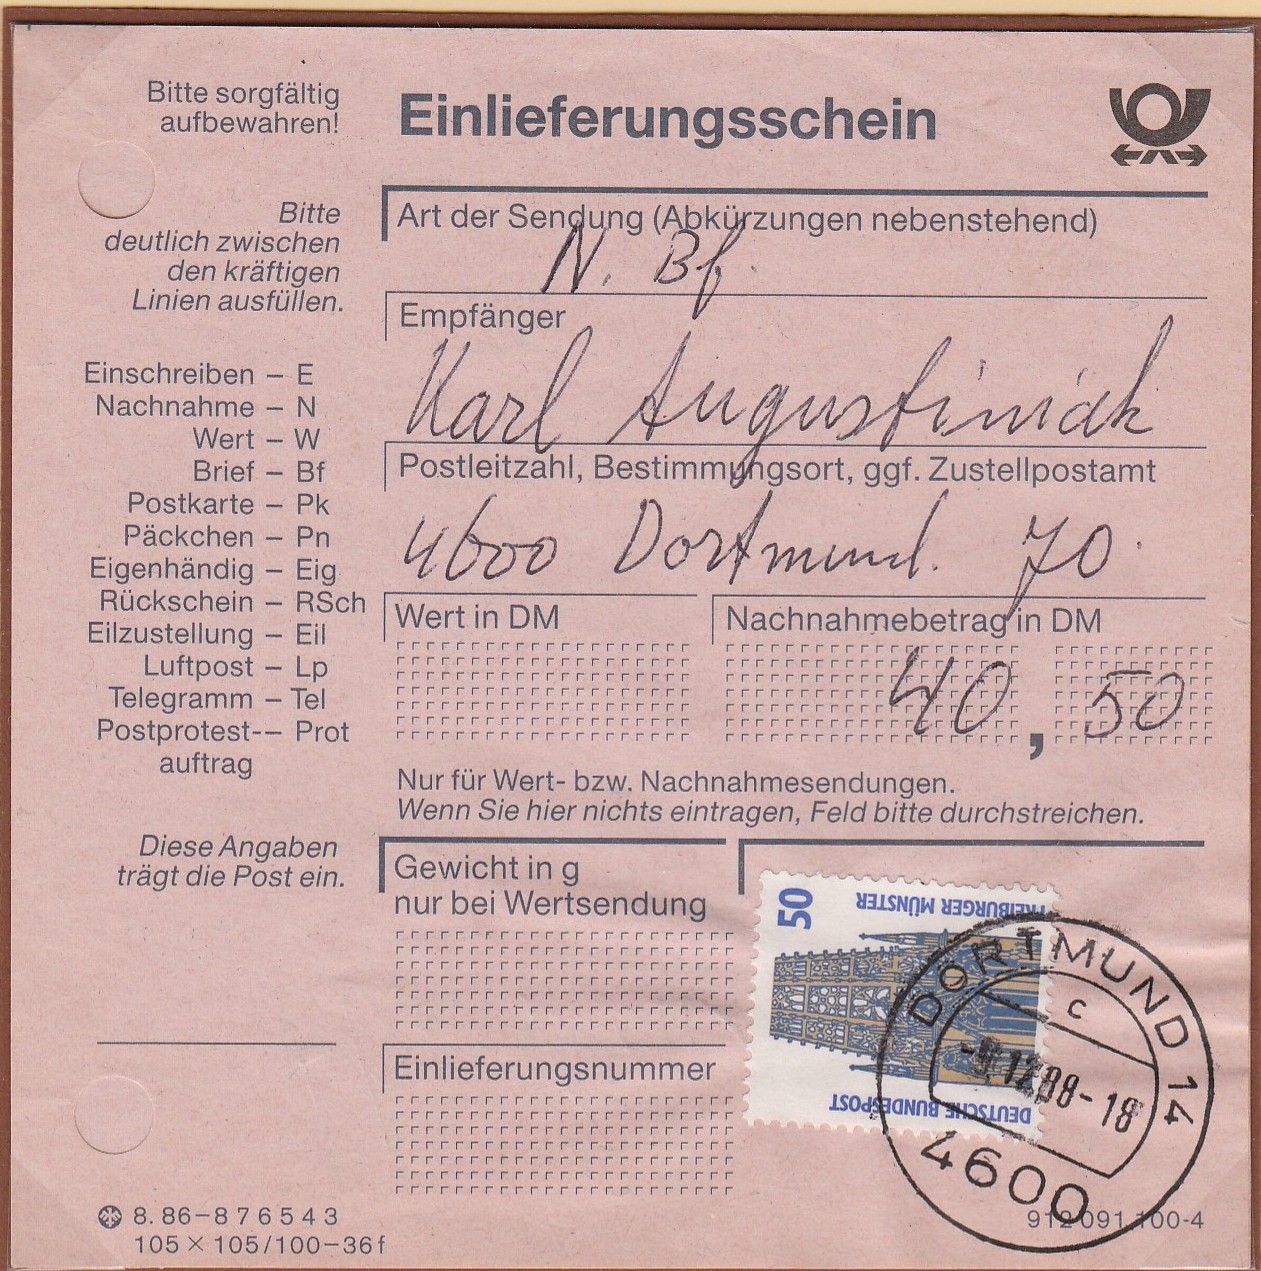 Bitte sorgfältig
aufbewahren!
Einlieferungsschein
Bitte
deutlich zwischen
den kräftigen
Linien ausfüllen.
Art der Sendung (Abkürzungen nebenstehend)
N. Bf.
Empfänger
Karl Augustiniak
Einschreiben – E
Nachnahme – N
Wert – W
Brief – Bf
Postkarte – Pk
Päckchen – Pn
Eigenhändig – Eig
Rückschein – RSch
Eilzustellung – Eil
Luftpost – Lp
Telegramm – Tel
Postprotest-- Prot
auftrag
Postleitzahl, Bestimmungsort, ggf. Zustellpostamt
4600 Dortmund. 70.
Wert in DM
Nachnahmebetrag in DM
40,50
Nur für Wert- bzw. Nachnahmesendungen.
Wenn Sie hier nichts eintragen, Feld bitte durchstreichen.
Diese Angaben
trägt die Post ein.
Gewicht in g
nur bei Wertsendung
Einlieferungsnummer
50
FREIBURGER MÜNSTER
DEUTSCHE BUNDESPOST
DORTMUND 14
c
12.88-18
4600
8.86–876543
105 × 105/100–36f
912 091 100-4